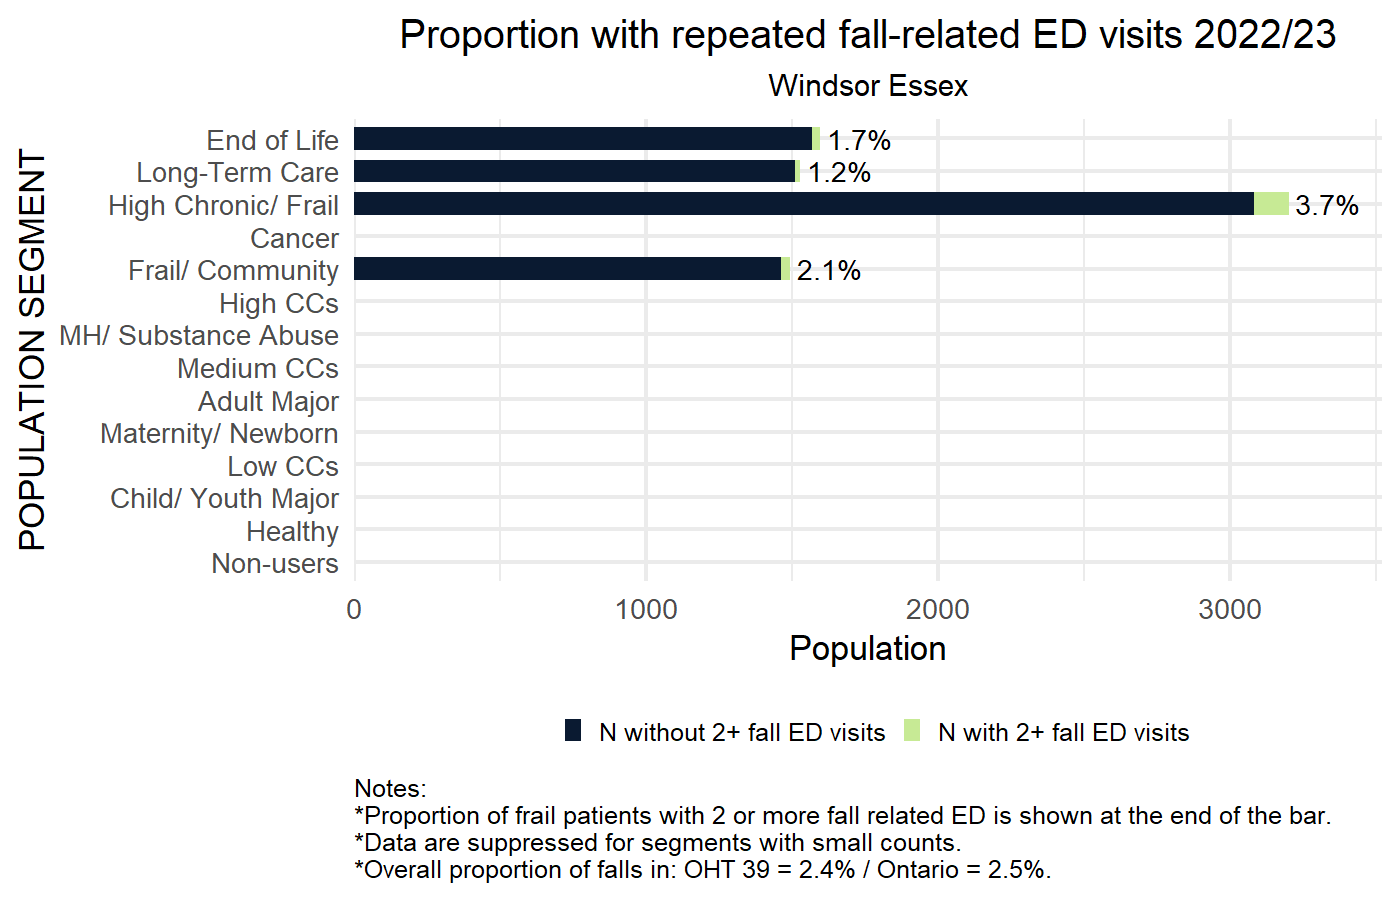 Proportion with repeated fall-related ED visits 2022/23
Windsor Essex
POPULATION SEGMENT
End of Life 1.7%
Long-Term Care 1.2%
High Chronic/ Frail 3.7%
Cancer
Frail/ Community 2.1%
High CCs
MH/ Substance Abuse
Medium CCs
Adult Major
Maternity/ Newborn
Low CCs
Child/ Youth Major
Healthy
Non-users
0 1000 2000 3000
Population
N without 2+ fall ED visits N with 2+ fall ED visits
Notes:
*Proportion of frail patients with 2 or more fall related ED is shown at the end of the bar.
*Data are suppressed for segments with small counts.
*Overall proportion of falls in: OHT 39 = 2.4% / Ontario = 2.5%.